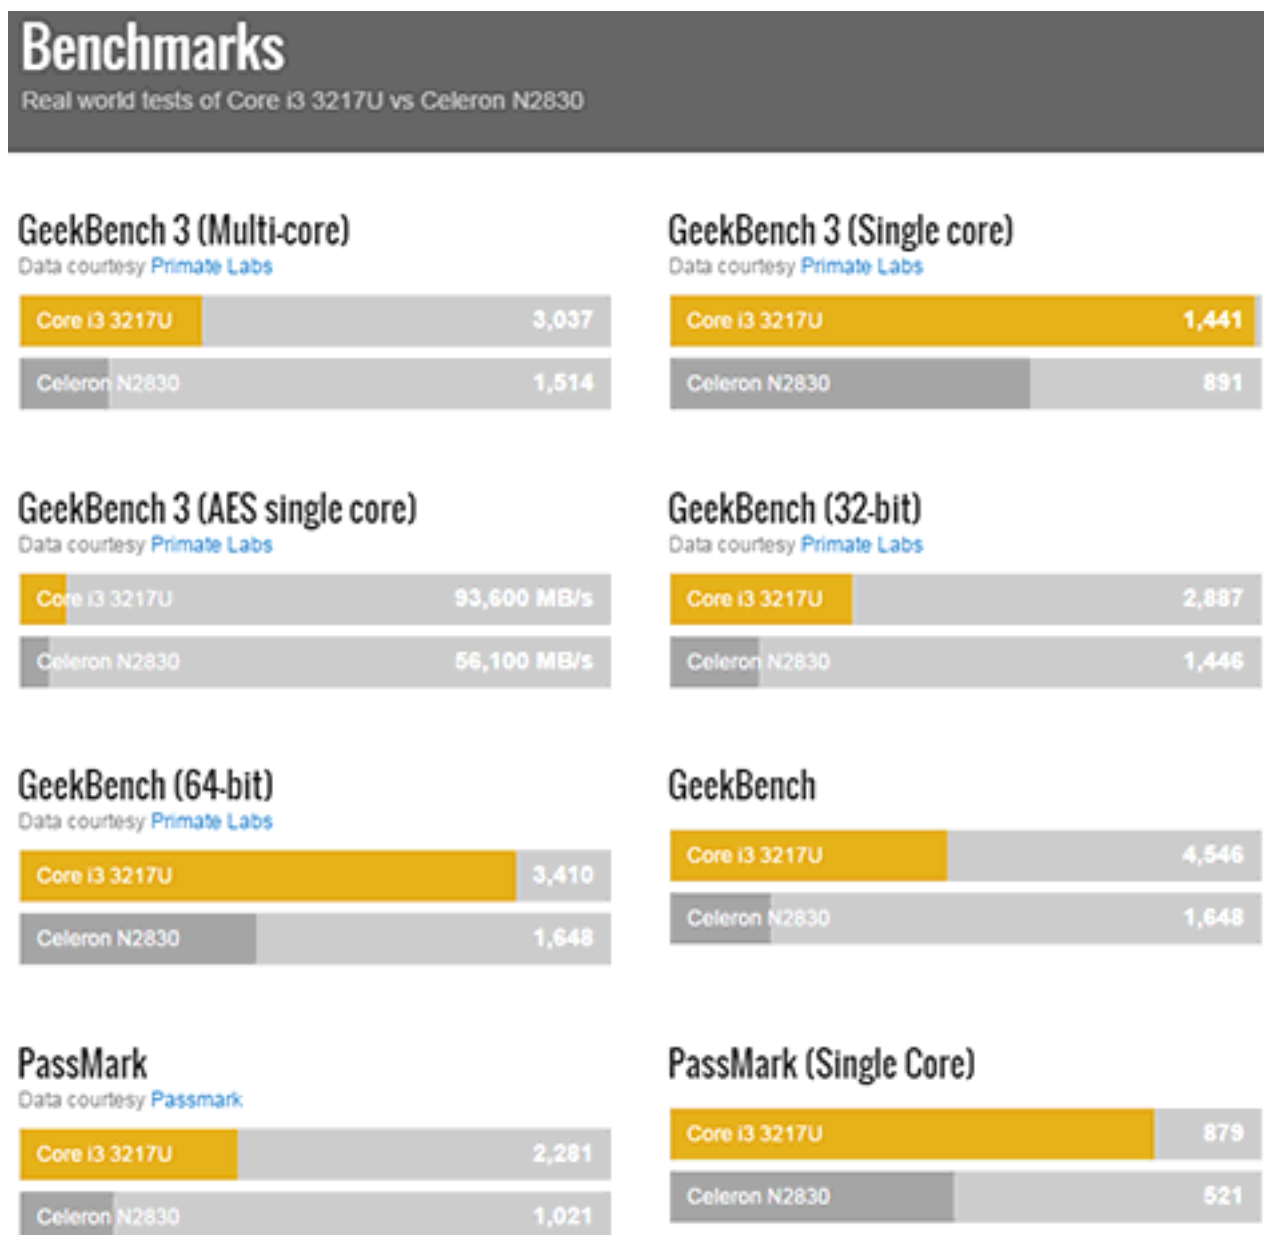 Benchmarks
Real world tests of Core i3 3217U vs Celeron N2830
GeekBench 3 (Multi-core)
Data courtesy Primate Labs
Core i3 3217U 3,037
Celeron N2830 1,514
GeekBench 3 (Single core)
Data courtesy Primate Labs
Core i3 3217U 1,441
Celeron N2830 891
GeekBench 3 (AES single core)
Data courtesy Primate Labs
Core i3 3217U 93,600 MB/s
Celeron N2830 56,100 MB/s
GeekBench (32-bit)
Data courtesy Primate Labs
Core i3 3217U 2,887
Celeron N2830 1,446
GeekBench (64-bit)
Data courtesy Primate Labs
Core i3 3217U 3,410
Celeron N2830 1,648
GeekBench
Core i3 3217U 4,546
Celeron N2830 1,648
PassMark
Data courtesy Passmark
Core i3 3217U 2,281
Celeron N2830 1,021
PassMark (Single Core)
Core i3 3217U 879
Celeron N2830 521